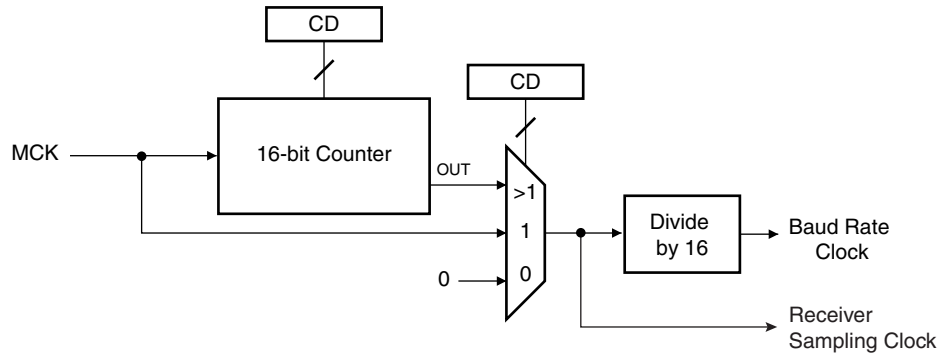 CD
CD
MCK
16-bit Counter
OUT
>1
1
0
0
Divide
by 16
Baud Rate
Clock
Receiver
Sampling Clock